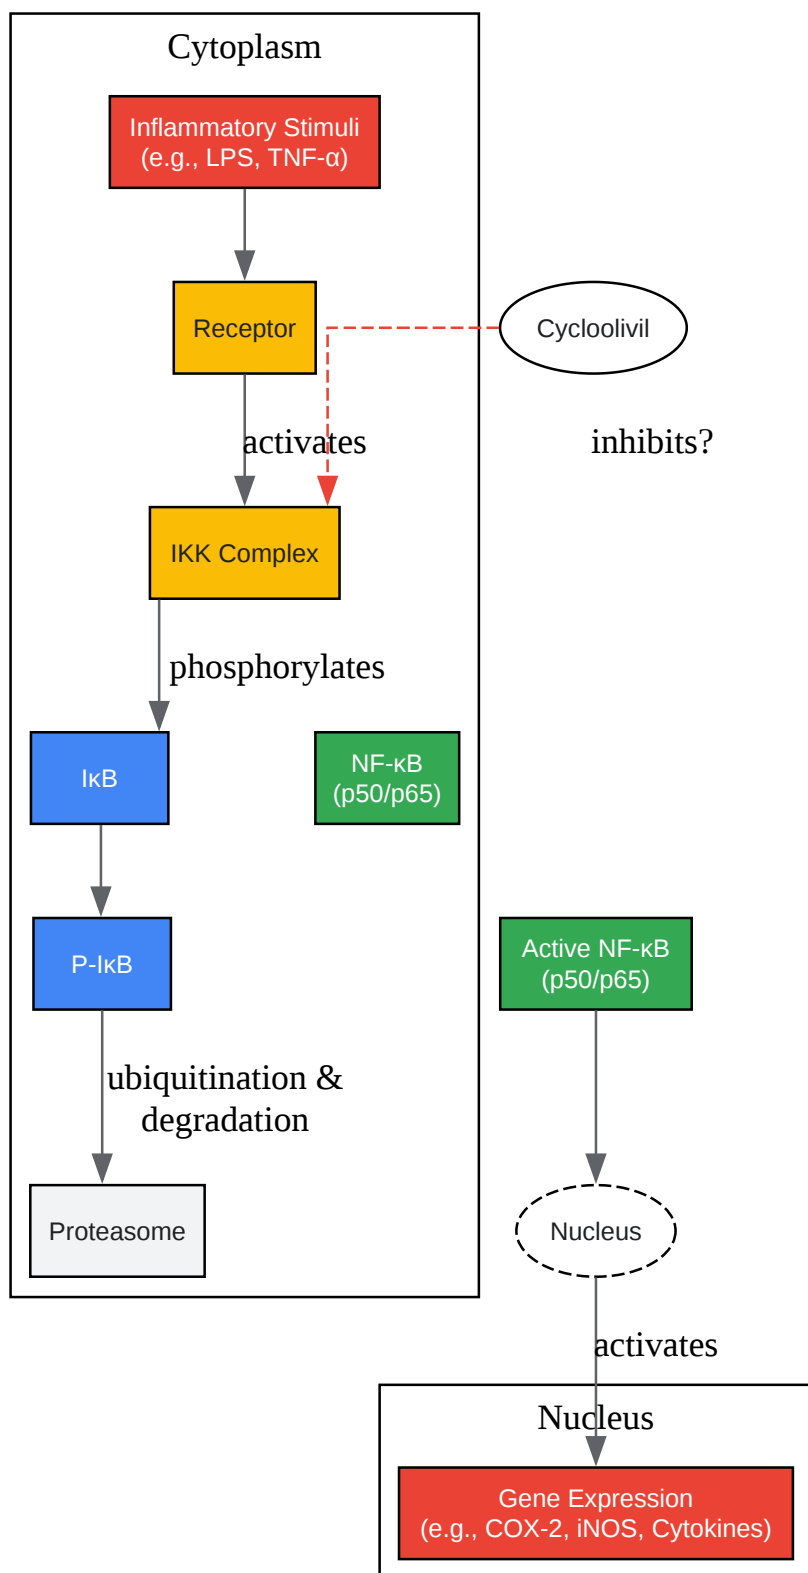 Cytoplasm
Inflammatory Stimuli
(e.g., LPS, TNF-α)
Receptor
Cycloolivil
activates
inhibits?
IKK Complex
phosphorylates
IκB
NF-κB
(p50/p65)
P-IκB
Active NF-κB
(p50/p65)
ubiquitination &
degradation
Proteasome
Nucleus
activates
Nucleus
Gene Expression
(e.g., COX-2, iNOS, Cytokines)